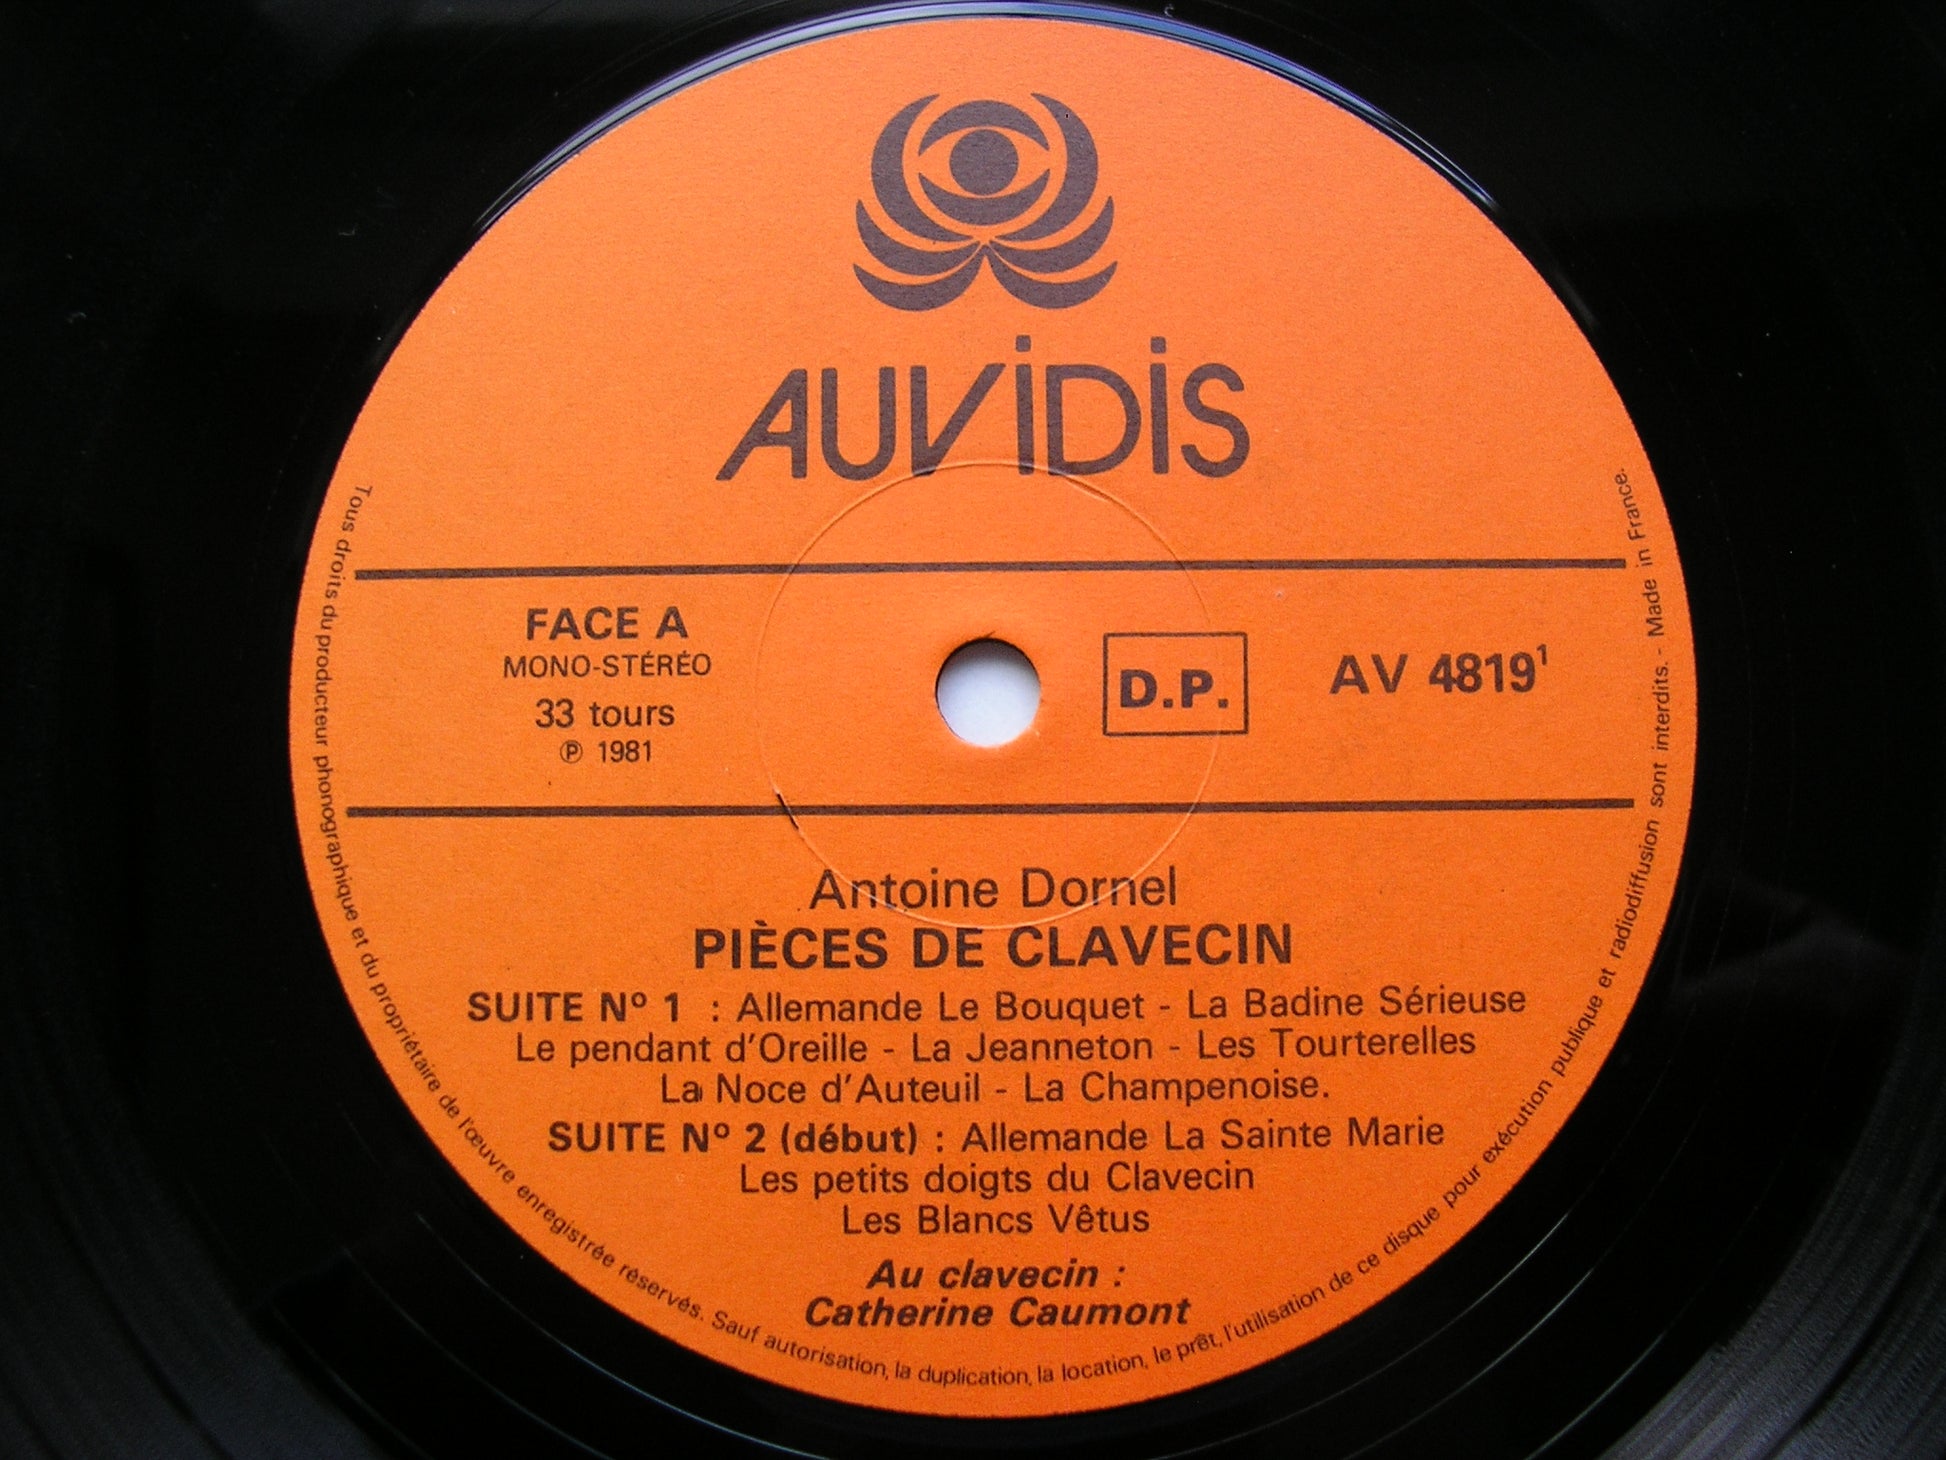 AUViDiS
FACE A
MONO-STÉRÉO
33 tours
℗ 1981
D.P.
AV 4819¹
Antoine Dornel
PIÈCES DE CLAVECIN
SUITE Nº 1 : Allemande Le Bouquet - La Badine Sérieuse
Le pendant d'Oreille - La Jeanneton - Les Tourterelles
La Noce d'Auteuil - La Champenoise.
SUITE Nº 2 (début) : Allemande La Sainte Marie
Les petits doigts du Clavecin
Les Blancs Vêtus
Au clavecin :
Catherine Caumont
Tous droits du producteur phonographique et du propriétaire de l'œuvre enregistrée réservés. Sauf autorisation, la duplication, la location, le prêt, l'utilisation de ce disque pour exécution publique et radiodiffusion sont interdits. - Made in France.